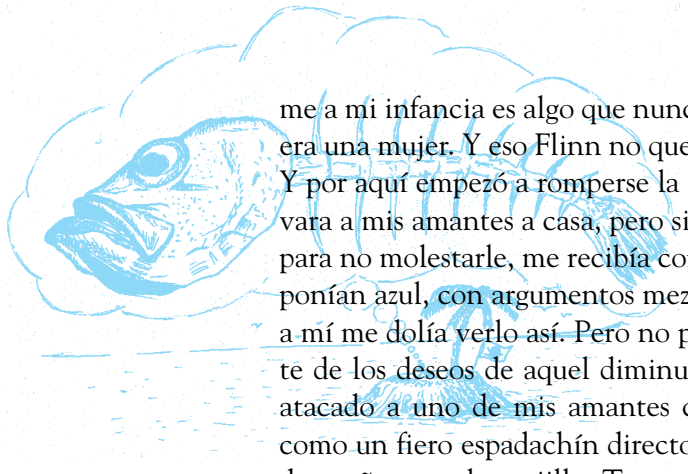 me a mi infancia es algo que nunc
era una mujer. Y eso Flinn no que
Y por aquí empezó a romperse la
vara a mis amantes a casa, pero si
para no molestarle, me recibía co
ponían azul, con argumentos mez
a mí me dolía verlo así. Pero no p
te de los deseos de aquel diminu
atacado a uno de mis amantes
como un fiero espadachín directo